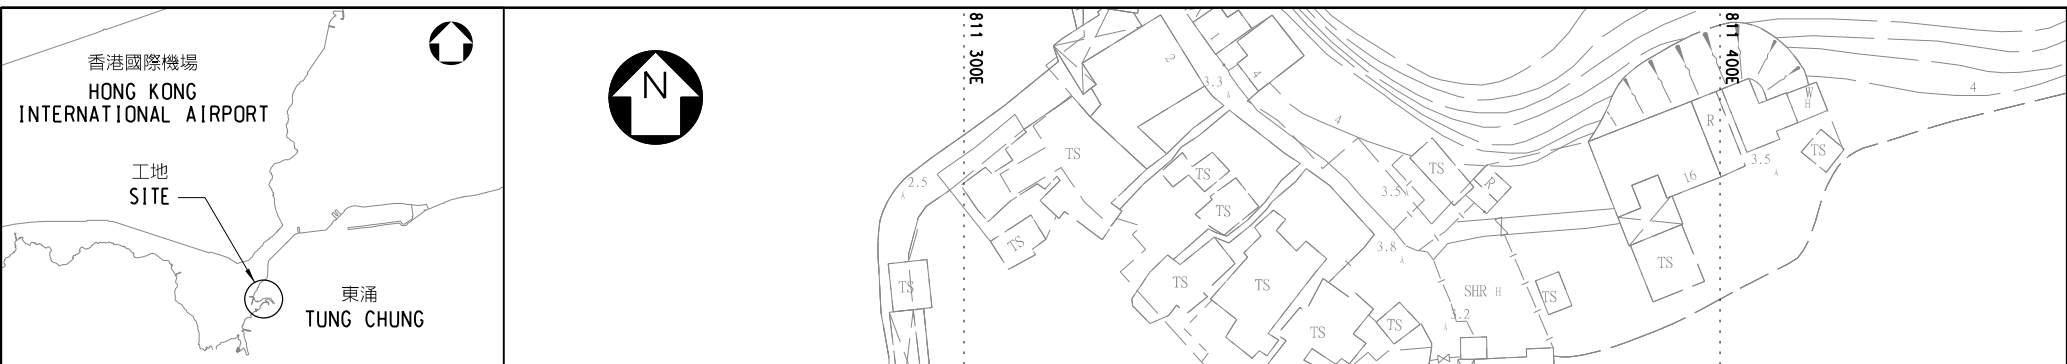 香港國際機場
HONG KONG
INTERNATIONAL AIRPORT
工地
SITE
東涌
TUNG CHUNG
N
811 300E
811 400E
2
1
4
3.3
4
4
W
H
R
TS
TS
TS
3.5
2.5
TS
3.5
R
16
TS
TS
3.8
TS
TS
TS
TS
SHR H
TS
3.2
TS
TS